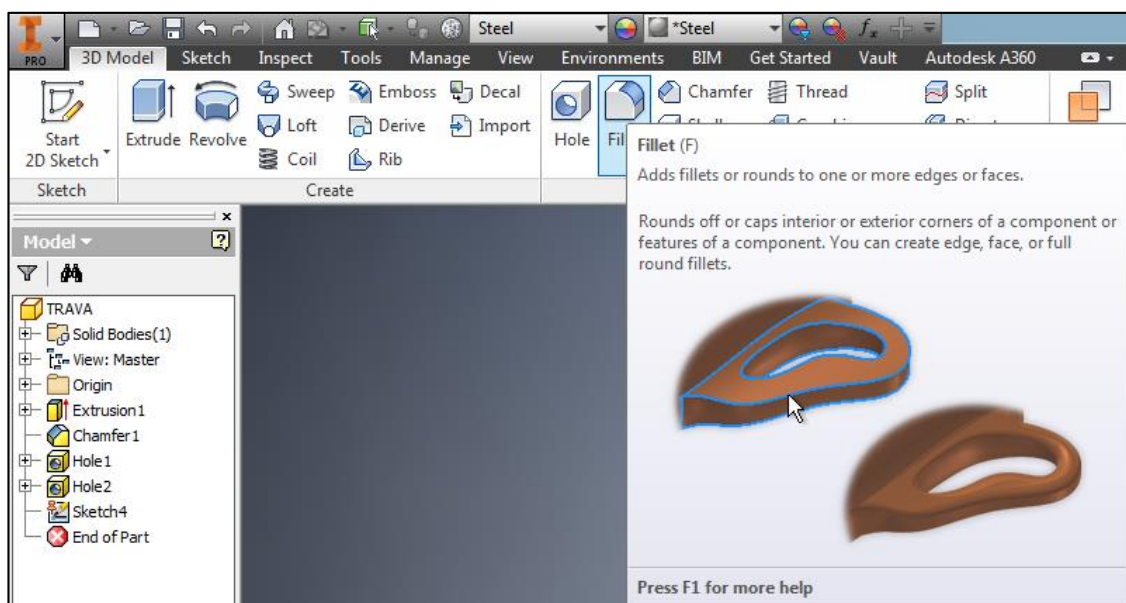 Steel
*Steel
fx
PRO
3D Model Sketch Inspect Tools Manage View Environments BIM Get Started Vault Autodesk A360
Start
2D Sketch
Extrude
Revolve
Sweep
Loft
Coil
Emboss
Derive
Rib
Decal
Import
Hole
Fil
Chamfer
Thread
Split
Sketch
Create
Fillet (F)
Adds fillets or rounds to one or more edges or faces.
Rounds off or caps interior or exterior corners of a component or
features of a component. You can create edge, face, or full
round fillets.
Press F1 for more help
Model
TRAVA
Solid Bodies(1)
View: Master
Origin
Extrusion1
Chamfer1
Hole1
Hole2
Sketch4
End of Part